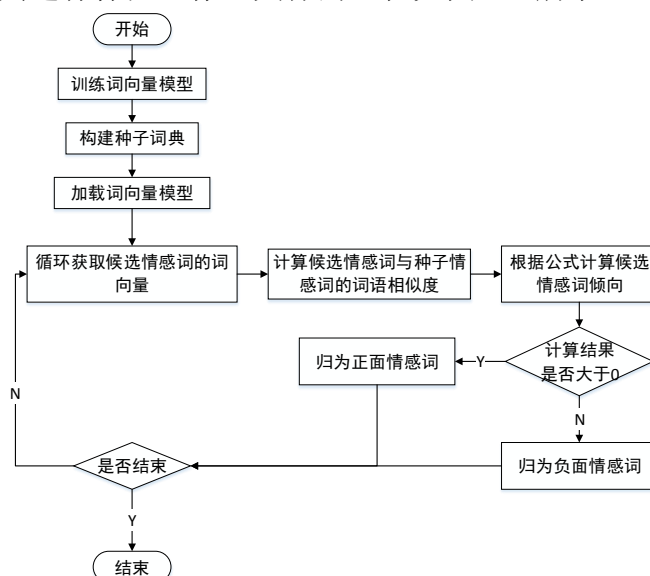 开始
训练词向量模型
构建种子词典
加载词向量模型
循环获取候选情感词的词
向量
计算候选情感词与种子情
感词的词语相似度
根据公式计算候选
情感词倾向
计算结果
是否大于0
Y
归为正面情感词
N
N
归为负面情感词
是否结束
Y
结束